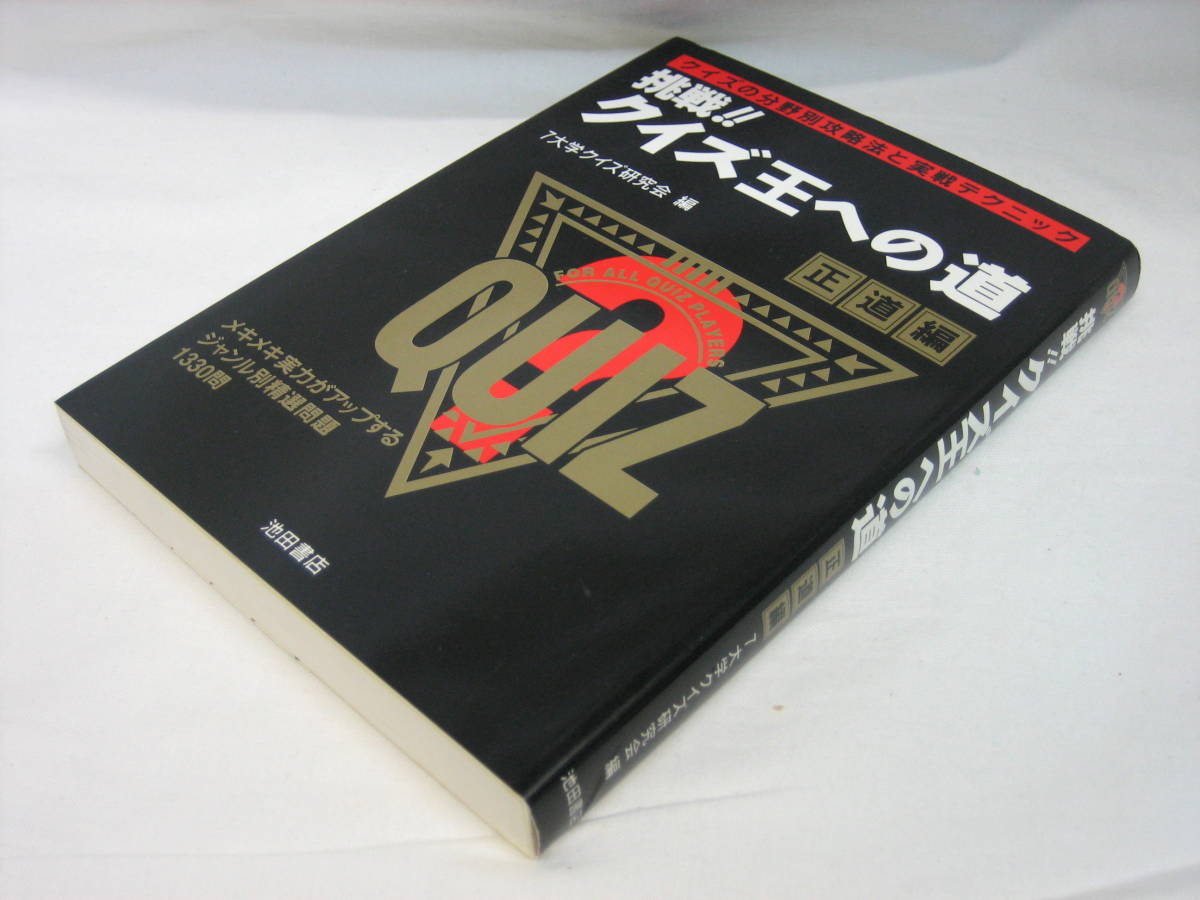 クイズの分野別攻略法と実戦テクニック
挑戦!!
クイズ王への道
7大学クイズ研究会 編
正道編
FOR ALL QUIZ PLAYERS
QUIZ
メキメキ実力がアップする
ジャンル別精選問題
1330問
池田書店
挑戦!!クイズ王への道 正道編 7大学クイズ研究会 編 池田書店